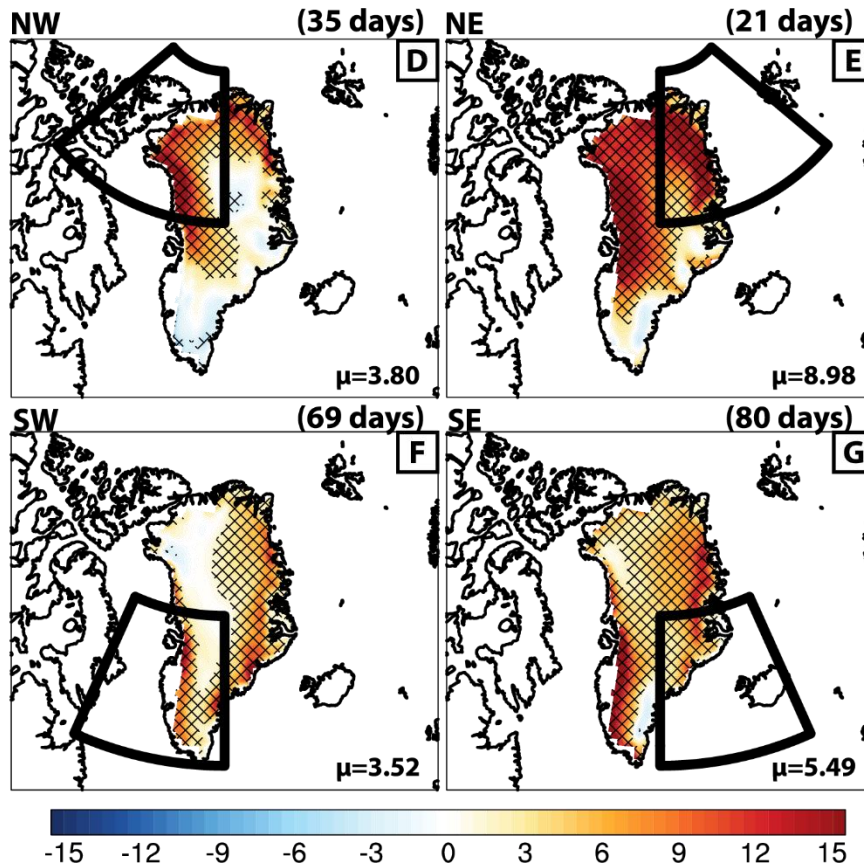 NW (35 days)
D
μ=3.80
NE (21 days)
E
μ=8.98
SW (69 days)
F
μ=3.52
SE (80 days)
G
μ=5.49
-15 -12 -9 -6 -3 0 3 6 9 12 15